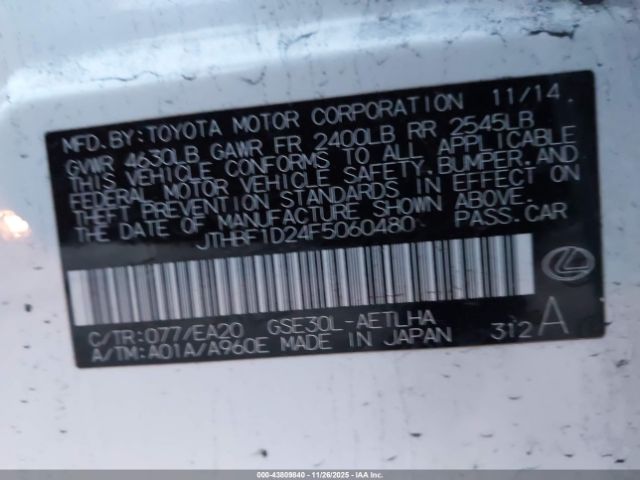 MFD. BY: TOYOTA MOTOR CORPORATION 11/14
GVWR 4630LB GAWR FR 2400LB RR 2545LB
THIS VEHICLE CONFORMS TO ALL APPLICABLE
FEDERAL MOTOR VEHICLE SAFETY, BUMPER, AND
THEFT PREVENTION STANDARDS IN EFFECT ON
THE DATE OF MANUFACTURE SHOWN ABOVE.
JTHBF1D24F5060480 PASS. CAR
C/TR: 077/EA20 GSE30L-AETLHA
A/TM: A01A/A960E MADE IN JAPAN 312 A
000-43809840 - 11/26/2025 - IAA Inc.